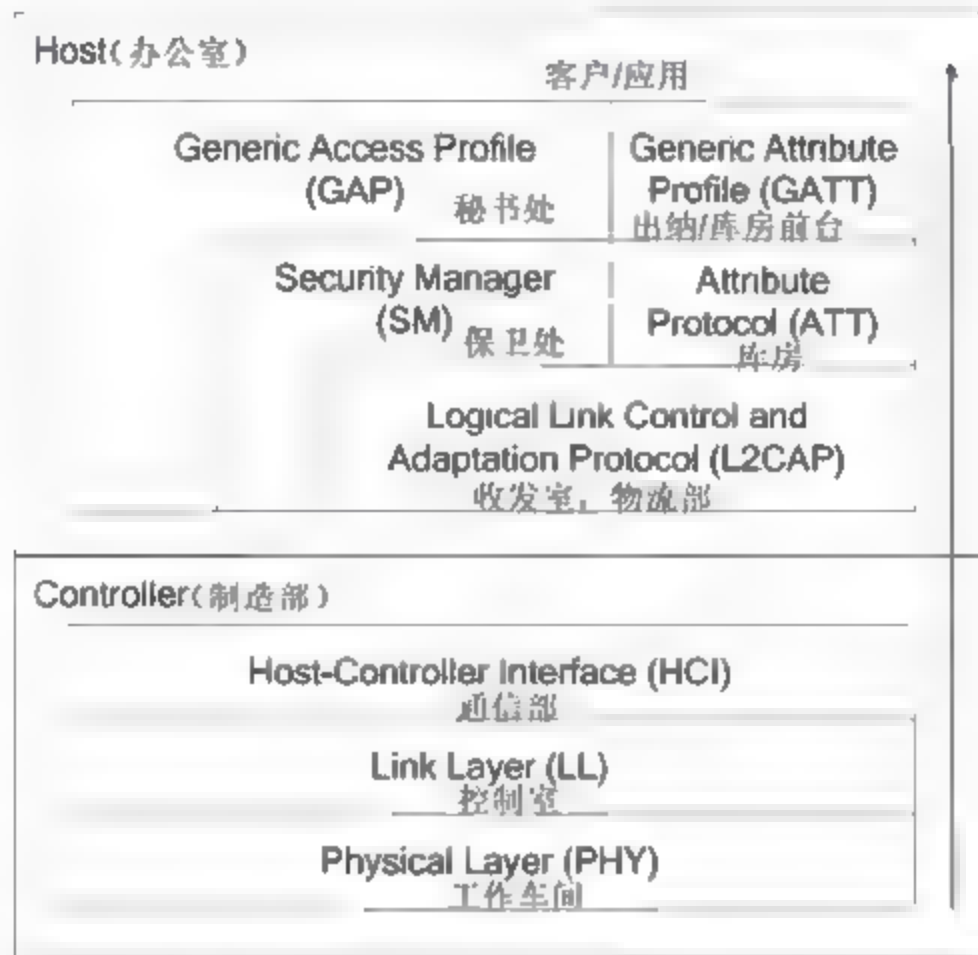 Host（办公室）
客户/应用
Generic Access Profile
(GAP) 秘书处
Generic Attribute
Profile (GATT)
出纳/库房前台
Security Manager
(SM) 保卫处
Attribute
Protocol (ATT)
库房
Logical Link Control and
Adaptation Protocol (L2CAP)
收发室，物流部
Controller（制造部）
Host-Controller Interface (HCI)
通信部
Link Layer (LL)
控制室
Physical Layer (PHY)
工作车间